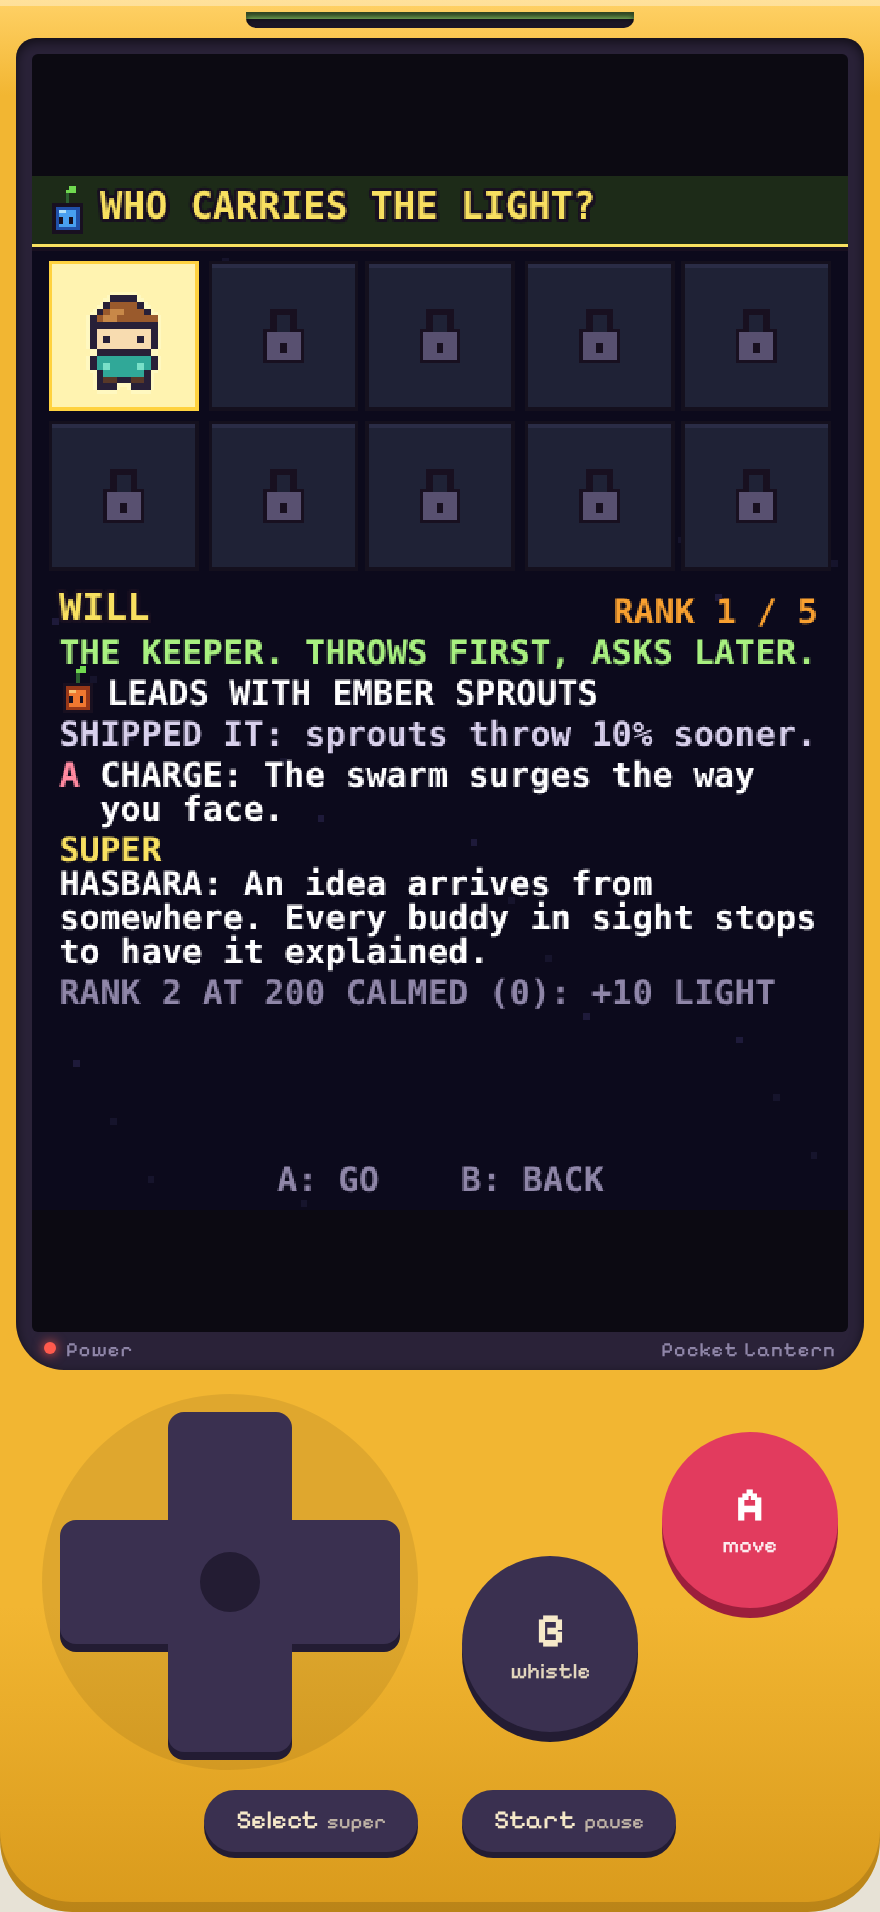 WHO CARRIES THE LIGHT?
WILL
RANK 1 / 5
THE KEEPER. THROWS FIRST, ASKS LATER.
LEADS WITH EMBER SPROUTS
SHIPPED IT: sprouts throw 10% sooner.
A CHARGE: The swarm surges the way
you face.
SUPER
HASBARA: An idea arrives from
somewhere. Every buddy in sight stops
to have it explained.
RANK 2 AT 200 CALMED (0): +10 LIGHT
A: GO B: BACK
Power
Pocket Lantern
A
move
B
whistle
Select super
Start pause